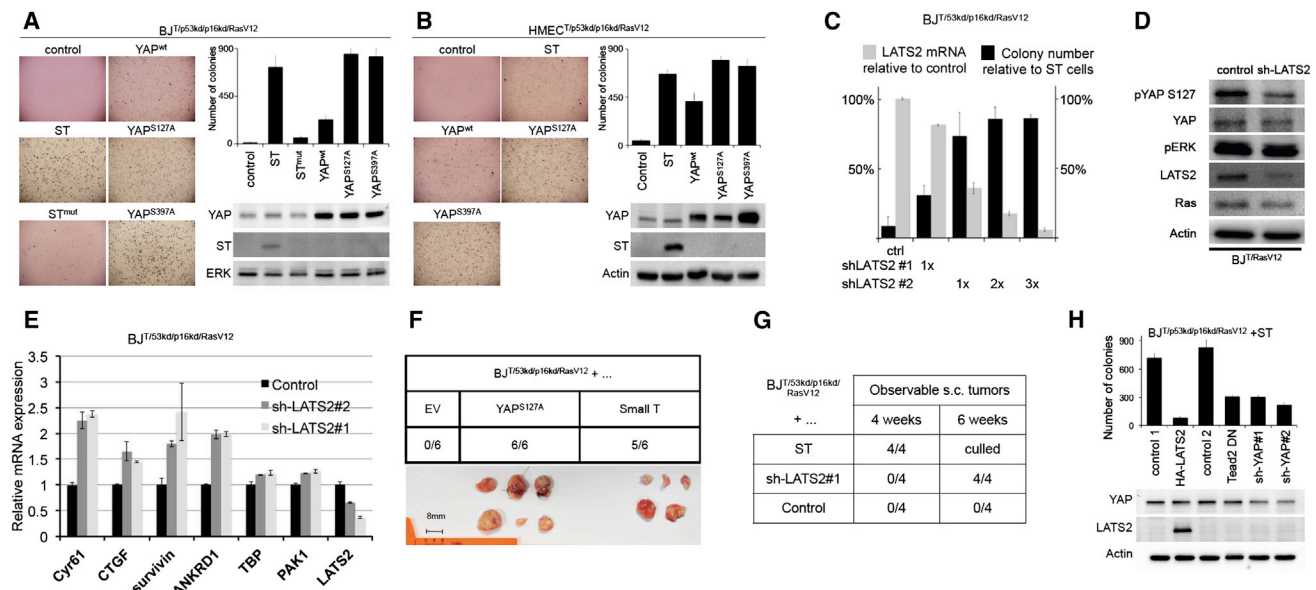 A
BJT/p53kd/p16kd/RasV12
control
YAPwt
ST
YAPS127A
STmut
YAPS397A
Number of colonies
900
450
0
control
ST
STmut
YAPwt
YAPS127A
YAPS397A
YAP
ST
ERK
B
HMECT/p53kd/p16kd/RasV12
control
ST
YAPwt
YAPS127A
YAPS397A
Number of colonies
900
450
0
Control
ST
YAPwt
YAPS127A
YAPS397A
YAP
ST
Actin
C
BJT/53kd/p16kd/RasV12
LATS2 mRNA
relative to control
Colony number
relative to ST cells
100%
50%
100%
50%
ctrl
shLATS2 #1 1x
shLATS2 #2 1x 2x 3x
D
control sh-LATS2
pYAP S127
YAP
pERK
LATS2
Ras
Actin
BJT/RasV12
E
BJT/53kd/p16kd/RasV12
Relative mRNA expression
3.5
3
2.5
2
1.5
1
0.5
0
Control
sh-LATS2#2
sh-LATS2#1
Cyr61
CTGF
survivin
ANKRD1
TBP
PAK1
LATS2
F
BJT/53kd/p16kd/RasV12 + ...
EV YAPS127A Small T
0/6 6/6 5/6
8mm
G
BJT/53kd/p16kd/
RasV12
+ ...
Observable s.c. tumors
4 weeks 6 weeks
ST 4/4 culled
sh-LATS2#1 0/4 4/4
Control 0/4 0/4
H
BJT/p53kd/p16kd/RasV12 +ST
Number of colonies
900
600
300
0
control 1
HA-LATS2
control 2
Tead2 DN
sh-YAP#1
sh-YAP#2
YAP
LATS2
Actin